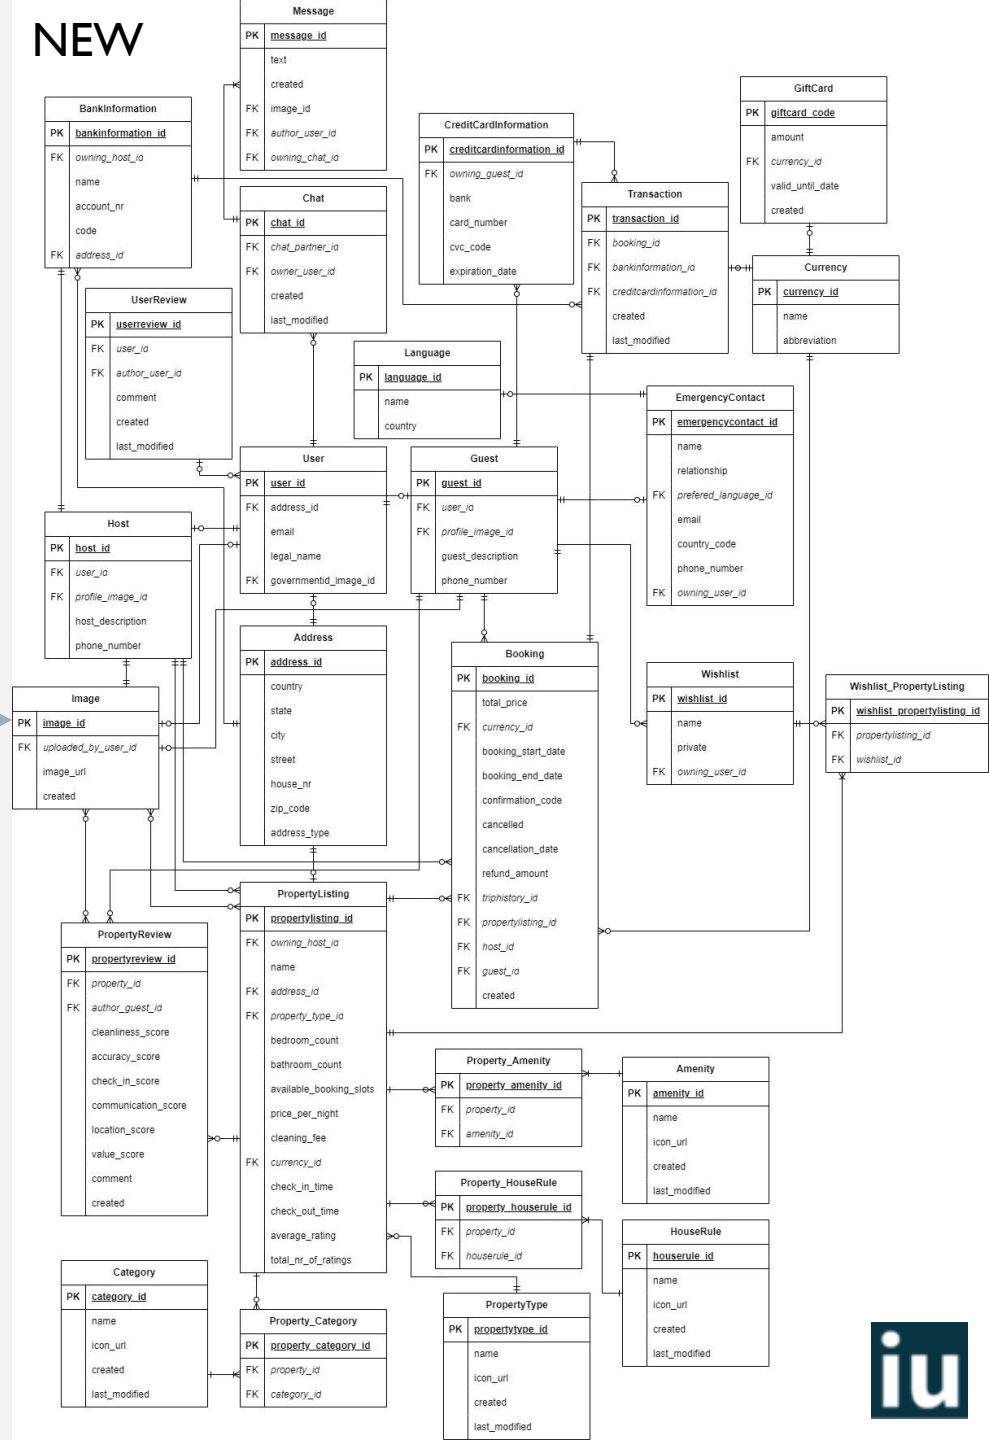 NEW
Message
PK message_id
text
created
FK image_id
FK author_user_id
FK owning_chat_id
BankInformation
PK bankinformation_id
FK owning_host_id
name
account_nr
code
FK address_id
Chat
PK chat_id
FK chat_partner_id
FK owner_user_id
created
last_modified
CreditCardInformation
PK creditcardinformation_id
FK owning_guest_id
bank
card_number
cvc_code
expiration_date
Transaction
PK transaction_id
FK booking_id
FK bankinformation_id
FK creditcardinformation_id
created
last_modified
GiftCard
PK giftcard_code
amount
FK currency_id
valid_until_date
created
Currency
PK currency_id
name
abbreviation
UserReview
PK userreview_id
FK user_id
FK author_user_id
comment
created
last_modified
Language
PK language_id
name
country
EmergencyContact
PK emergencycontact_id
name
relationship
FK prefered_language_id
email
country_code
phone_number
FK owning_user_id
User
PK user_id
FK address_id
email
legal_name
FK governmentid_image_id
Guest
PK guest_id
FK user_id
FK profile_image_id
guest_description
phone_number
Host
PK host_id
FK user_id
FK profile_image_id
host_description
phone_number
Address
PK address_id
country
state
city
street
house_nr
zip_code
address_type
Booking
PK booking_id
total_price
FK currency_id
booking_start_date
booking_end_date
confirmation_code
cancelled
cancellation_date
refund_amount
FK triphistory_id
FK propertylisting_id
FK host_id
FK guest_id
created
Wishlist
PK wishlist_id
name
private
FK owning_user_id
Wishlist_PropertyListing
PK wishlist_propertylisting_id
FK propertylisting_id
FK wishlist_id
Image
PK image_id
FK uploaded_by_user_id
image_url
created
PropertyListing
PK propertylisting_id
FK owning_host_id
name
FK address_id
FK property_type_id
bedroom_count
bathroom_count
available_booking_slots
price_per_night
cleaning_fee
FK currency_id
check_in_time
check_out_time
average_rating
total_nr_of_ratings
PropertyReview
PK propertyreview_id
FK property_id
FK author_guest_id
cleanliness_score
accuracy_score
check_in_score
communication_score
location_score
value_score
comment
created
Property_Amenity
PK property_amenity_id
FK property_id
FK amenity_id
Amenity
PK amenity_id
name
icon_url
created
last_modified
Property_HouseRule
PK property_houserule_id
FK property_id
FK houserule_id
HouseRule
PK houserule_id
name
icon_url
created
last_modified
Category
PK category_id
name
icon_url
created
last_modified
Property_Category
PK property_category_id
FK property_id
FK category_id
PropertyType
PK propertytype_id
name
icon_url
created
last_modified
iu